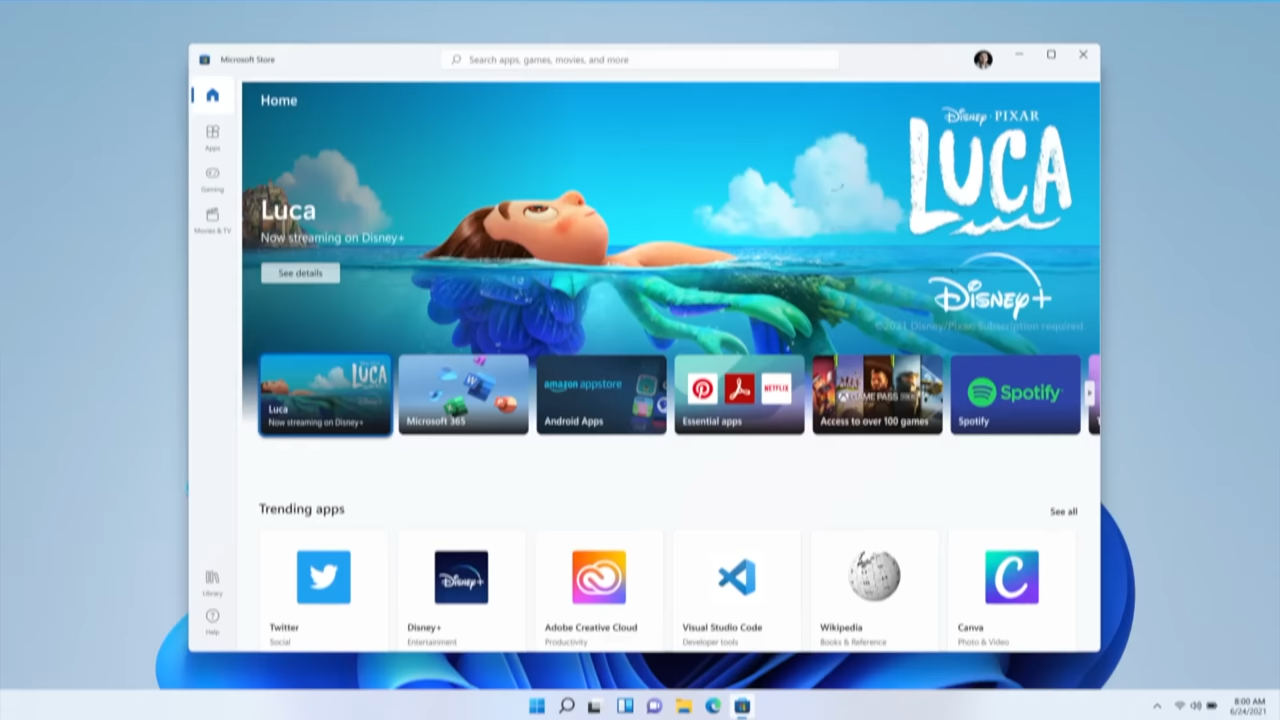 Microsoft Store
Search apps, games, movies, and more
Home
Apps
Gaming
Movies & TV
Library
Help
Disney · PIXAR
LUCA
Luca
Now streaming on Disney+
See details
Disney+
©2021 Disney/Pixar Subscription required
LUCA
Luca
Now streaming on Disney+
Microsoft 365
amazon appstore
Android Apps
NETFLIX
Essential apps
GAME PASS
Access to over 100 games
Spotify
Spotify
Trending apps
See all
Twitter
Social
Disney+
Disney+
Entertainment
Adobe Creative Cloud
Productivity
Visual Studio Code
Developer tools
Wikipedia
Books & Reference
C
Canva
Photo & Video
8:00 AM
6/24/2021